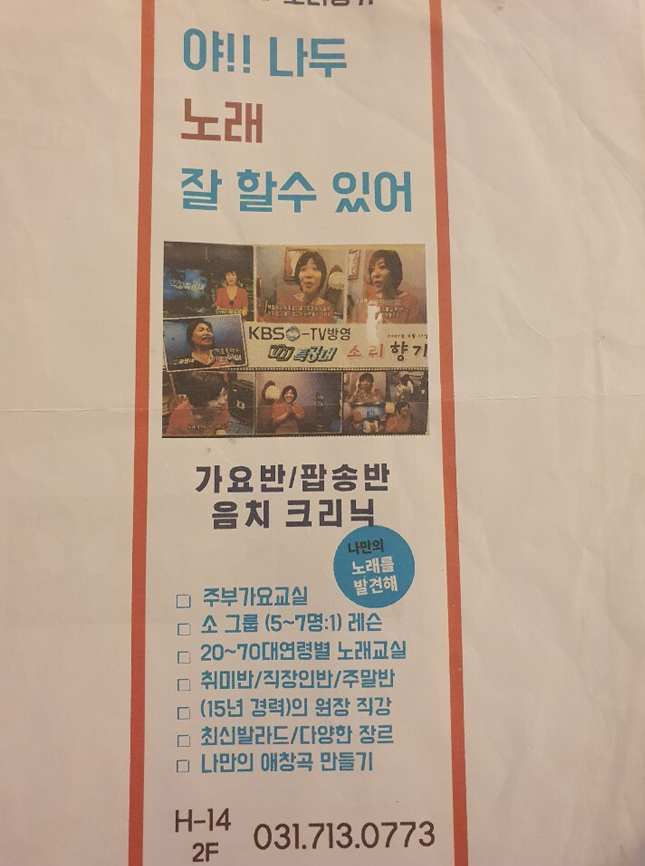 야!! 나두
노래
잘 할수 있어
KBS-TV방영
VJ 특공대 소리향기
가요반/팝송반
음치 크리닉
나만의
노래를
발견해
주부가요교실
소 그룹 (5~7명:1) 레슨
20~70대연령별 노래교실
취미반/직장인반/주말반
(15년 경력)의 원장 직강
최신발라드/다양한 장르
나만의 애창곡 만들기
H-14
2F
031.713.0773